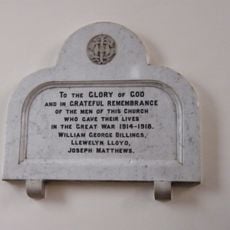 To the Glory of God
and in grateful remembrance
of the men of this Church
who gave their lives
in the Great War 1914-1918.
William George Billings,
Llewelyn Lloyd,
Joseph Matthews.